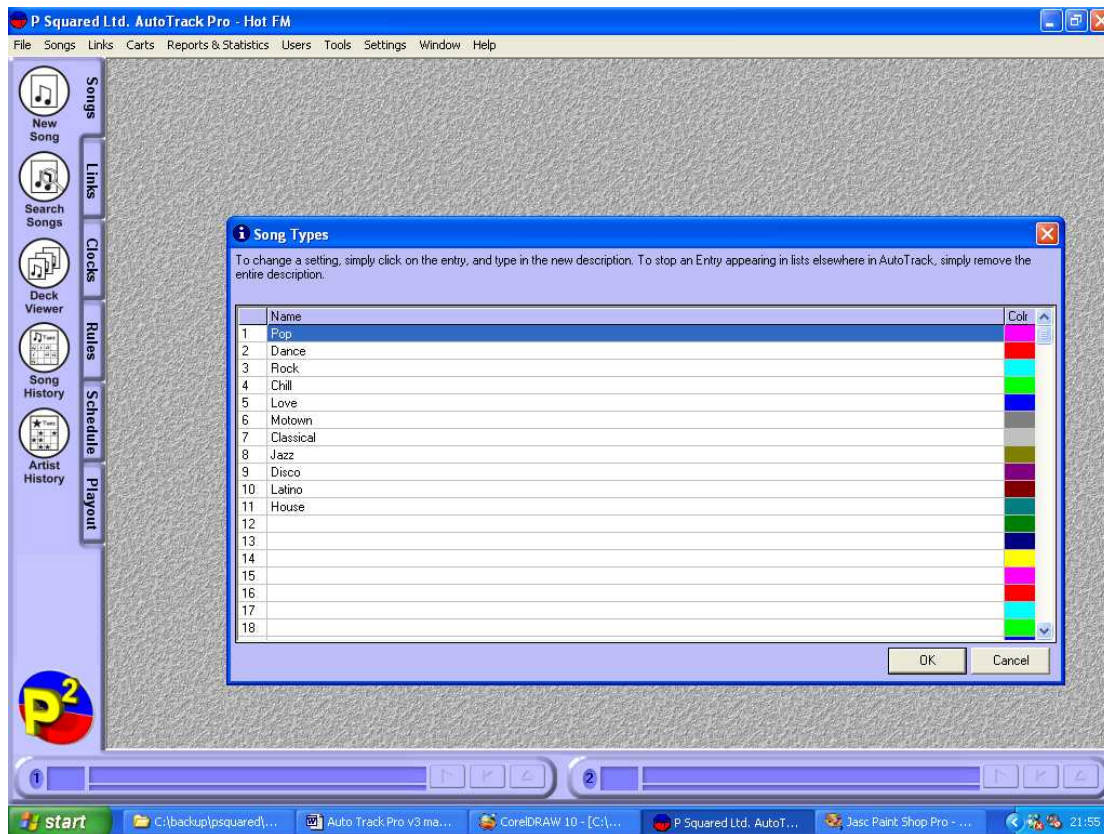 P Squared Ltd. AutoTrack Pro - Hot FM
File Songs Links Carts Reports & Statistics Users Tools Settings Window Help
New
Song
Search
Songs
Deck
Viewer
Song
History
Artist
History
Songs
Links
Clocks
Rules
Schedule
Playout
Song Types
To change a setting, simply click on the entry, and type in the new description. To stop an Entry appearing in lists elsewhere in AutoTrack, simply remove the
entire description.
Name Colr
1 Pop
2 Dance
3 Rock
4 Chill
5 Love
6 Motown
7 Classical
8 Jazz
9 Disco
10 Latino
11 House
12
13
14
15
16
17
18
OK Cancel
P2
1 2
start C:\backup\psquared\... Auto Track Pro v3 ma... CorelDRAW 10 - [C:\... P Squared Ltd. AutoT... Jasc Paint Shop Pro - ... 21:55